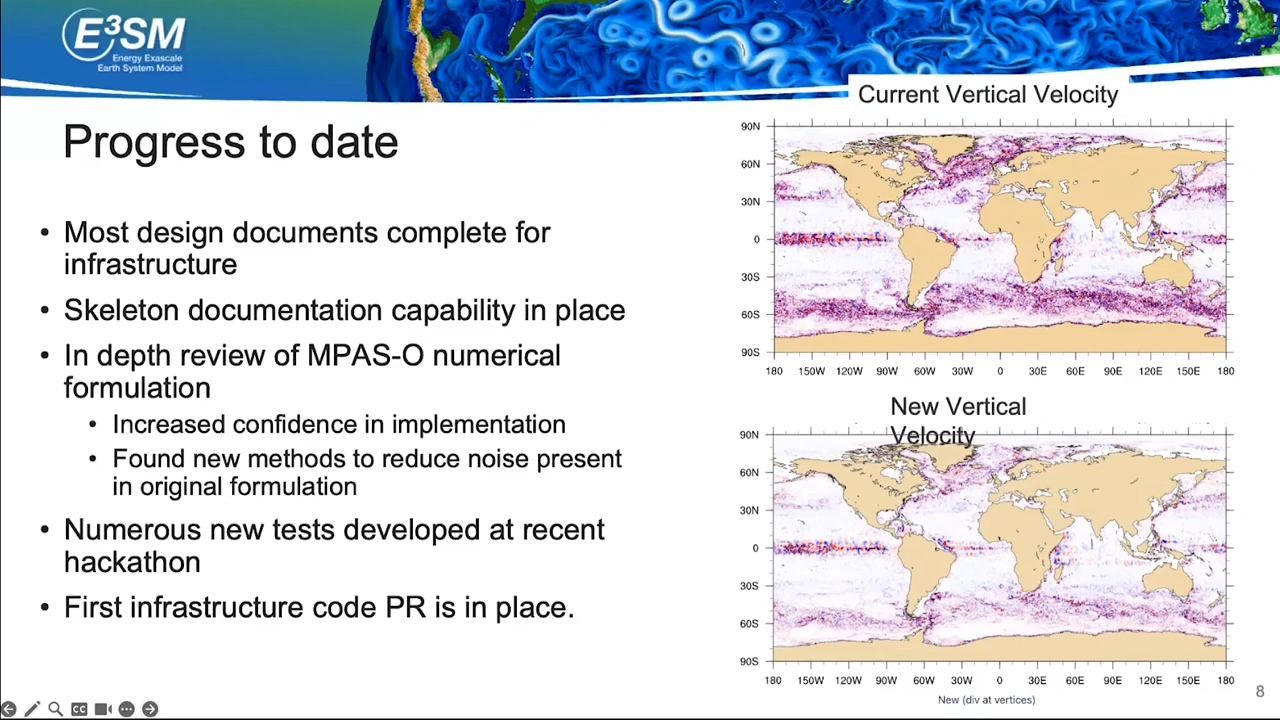 E³SM
Energy Exascale
Earth System Model
Progress to date
• Most design documents complete for
infrastructure
• Skeleton documentation capability in place
• In depth review of MPAS-O numerical
formulation
• Increased confidence in implementation
• Found new methods to reduce noise present
in original formulation
• Numerous new tests developed at recent
hackathon
• First infrastructure code PR is in place.
Current Vertical Velocity
90N
60N
30N
0
30S
60S
90S
180 150W 120W 90W 60W 30W 0 30E 60E 90E 120E 150E 180
New Vertical
Velocity
90N
60N
30N
0
30S
60S
90S
180 150W 120W 90W 60W 30W 0 30E 60E 90E 120E 150E 180
New (div at vertices)
8
CC